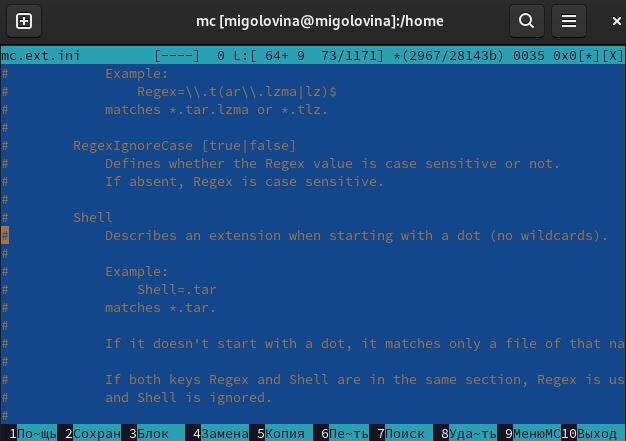 mc [migolovina@migolovina]:/home
mc.ext.ini [----] 0 L:[ 64+ 9 73/1171] *(2967/28143b) 0035 0x0[*][X]
# Example:
# Regex=\\.t(ar\\.lzma|lz)$
# matches *.tar.lzma or *.tlz.
#
# RegexIgnoreCase [true|false]
# Defines whether the Regex value is case sensitive or not.
# If absent, Regex is case sensitive.
#
# Shell
# Describes an extension when starting with a dot (no wildcards).
#
# Example:
# Shell=.tar
# matches *.tar.
#
# If it doesn't start with a dot, it matches only a file of that na
#
# If both keys Regex and Shell are in the same section, Regex is us
# and Shell is ignored.
#
1По~щь 2Сохран 3Блок 4Замена 5Копия 6Пе~ть 7Поиск 8Уда~ть 9МенюMC 10Выход